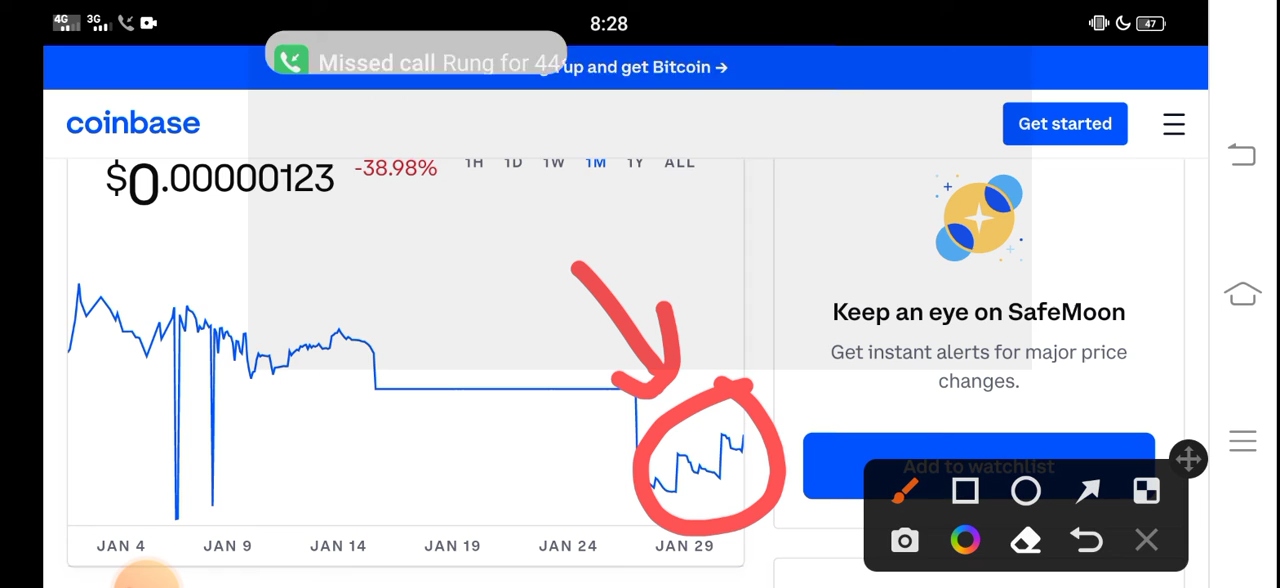 4G 3G 8:28 47
Missed call Rung for 44 up and get Bitcoin →
coinbase Get started
$0.00000123 -38.98% 1H 1D 1W 1M 1Y ALL
Keep an eye on SafeMoon
Get instant alerts for major price
changes.
Add to watchlist
JAN 4 JAN 9 JAN 14 JAN 19 JAN 24 JAN 29